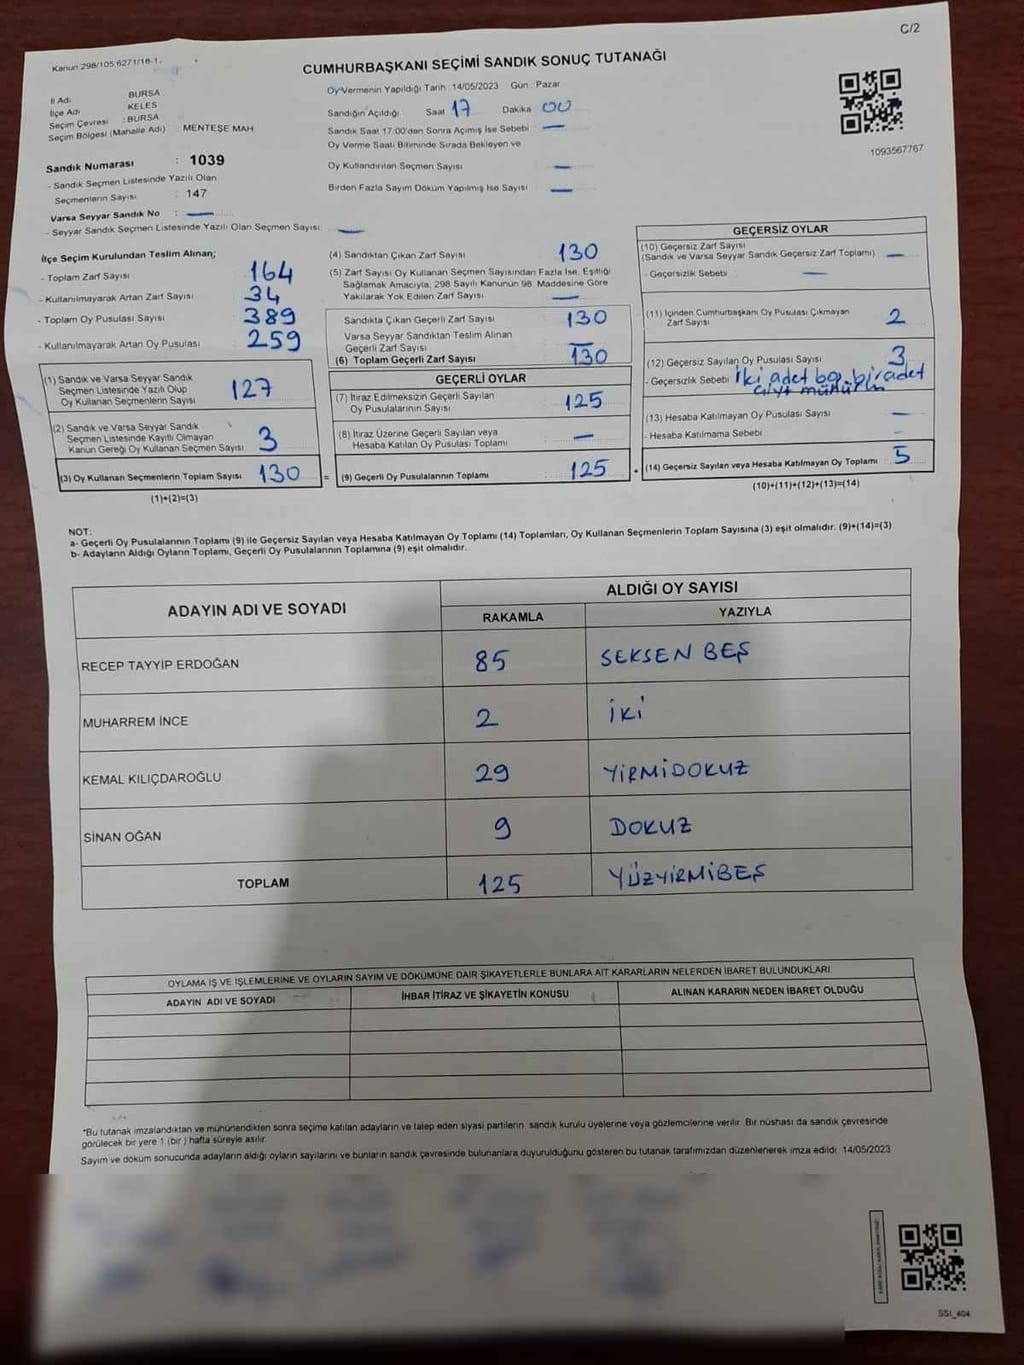 C/2
Kanun 298/105,6271/18-1.
CUMHURBAŞKANI SEÇİMİ SANDIK SONUÇ TUTANAĞI
İl Adı BURSA
İlçe Adı KELES
Seçim Çevresi : BURSA
Seçim Bölgesi (Mahalle Adı) : MENTEŞE MAH
Sandık Numarası : 1039
- Sandık Seçmen Listesinde Yazılı Olan
Seçmenlerin Sayısı : 147
Varsa Seyyar Sandık No : —
- Seyyar Sandık Seçmen Listesinde Yazılı Olan Seçmen Sayısı: —
Oy Vermenin Yapıldığı Tarih: 14/05/2023 Gün : Pazar
Sandığın Açıldığı Saat 17 Dakika 00
Sandık Saat 17:00'den Sonra Açımış İse Sebebi —
Oy Verme Saati Bitiminde Sırada Bekleyen ve
Oy Kullandırılan Seçmen Sayısı —
Birden Fazla Sayım Döküm Yapılmış İse Sayısı —
1093567767
İlçe Seçim Kurulundan Teslim Alınan;
- Toplam Zarf Sayısı 164
- Kullanılmayarak Artan Zarf Sayısı 34
- Toplam Oy Pusulası Sayısı 389
- Kullanılmayarak Artan Oy Pusulası 259
(1) Sandık ve Varsa Seyyar Sandık
Seçmen Listesinde Yazılı Olup
Oy Kullanan Seçmenlerin Sayısı 127
(2) Sandık ve Varsa Seyyar Sandık
Seçmen Listesinde Kayıtlı Olmayan
Kanun Gereği Oy Kullanan Seçmen Sayısı 3
(3) Oy Kullanan Seçmenlerin Toplam Sayısı 130 =
(1)+(2)=(3)
(4) Sandıktan Çıkan Zarf Sayısı 130
(5) Zarf Sayısı Oy Kullanan Seçmen Sayısından Fazla İse, Eşitliği
Sağlamak Amacıyla, 298 Sayılı Kanunun 98. Maddesine Göre
Yakılarak Yok Edilen Zarf Sayısı —
Sandıkta Çıkan Geçerli Zarf Sayısı 130
Varsa Seyyar Sandıktan Teslim Alınan
Geçerli Zarf Sayısı —
(6) Toplam Geçerli Zarf Sayısı 130
GEÇERLİ OYLAR
(7) İtiraz Edilmeksizin Geçerli Sayılan
Oy Pusulalarının Sayısı 125
(8) İtiraz Üzerine Geçerli Sayılan veya
Hesaba Katılan Oy Pusulası Toplamı —
(9) Geçerli Oy Pusulalarının Toplamı 125 +
GEÇERSİZ OYLAR
(10) Geçersiz Zarf Sayısı
(Sandık ve Varsa Seyyar Sandık Geçersiz Zarf Toplamı) —
- Geçersizlik Sebebi —
(11) İçinden Cumhurbaşkanı Oy Pusulası Çıkmayan
Zarf Sayısı 2
(12) Geçersiz Sayılan Oy Pusulası Sayısı 3
- Geçersizlik Sebebi iki adet boş bir adet
(13) Hesaba Katılmayan Oy Pusulası Sayısı —
- Hesaba Katılmama Sebebi —
(14) Geçersiz Sayılan veya Hesaba Katılmayan Oy Toplamı 5
(10)+(11)+(12)+(13)=(14)
NOT:
a- Geçerli Oy Pusulalarının Toplamı (9) ile Geçersiz Sayılan veya Hesaba Katılmayan Oy Toplamı (14) Toplamları, Oy Kullanan Seçmenlerin Toplam Sayısına (3) eşit olmalıdır. (9)+(14)=(3)
b- Adayların Aldığı Oyların Toplamı, Geçerli Oy Pusulalarının Toplamına (9) eşit olmalıdır.
ADAYIN ADI VE SOYADI ALDIĞI OY SAYISI
RAKAMLA YAZIYLA
RECEP TAYYİP ERDOĞAN 85 SEKSEN BEŞ
MUHARREM İNCE 2 İKİ
KEMAL KILIÇDAROĞLU 29 YİRMİDOKUZ
SİNAN OĞAN 9 DOKUZ
TOPLAM 125 YÜZYİRMİBEŞ
OYLAMA İŞ VE İŞLEMLERİNE VE OYLARIN SAYIM VE DÖKÜMÜNE DAİR ŞİKAYETLERLE BUNLARA AİT KARARLARIN NELERDEN İBARET BULUNDUKLARI
ADAYIN ADI VE SOYADI İHBAR İTİRAZ VE ŞİKAYETİN KONUSU ALINAN KARARIN NEDEN İBARET OLDUĞU
*Bu tutanak imzalandıktan ve mühürlendikten sonra seçime katılan adayların ve talep eden siyasi partilerin sandık kurulu üyelerine veya gözlemcilerine verilir. Bir nüshası da sandık çevresinde
görülecek bir yere 1 (bir) hafta süreyle asılır.
Sayım ve döküm sonucunda adayların aldığı oyların sayılarını ve bunların sandık çevresinde bulunanlara duyurulduğunu gösteren bu tutanak tarafımızdan düzenlenerek imza edildi. 14/05/2023
SSI_404